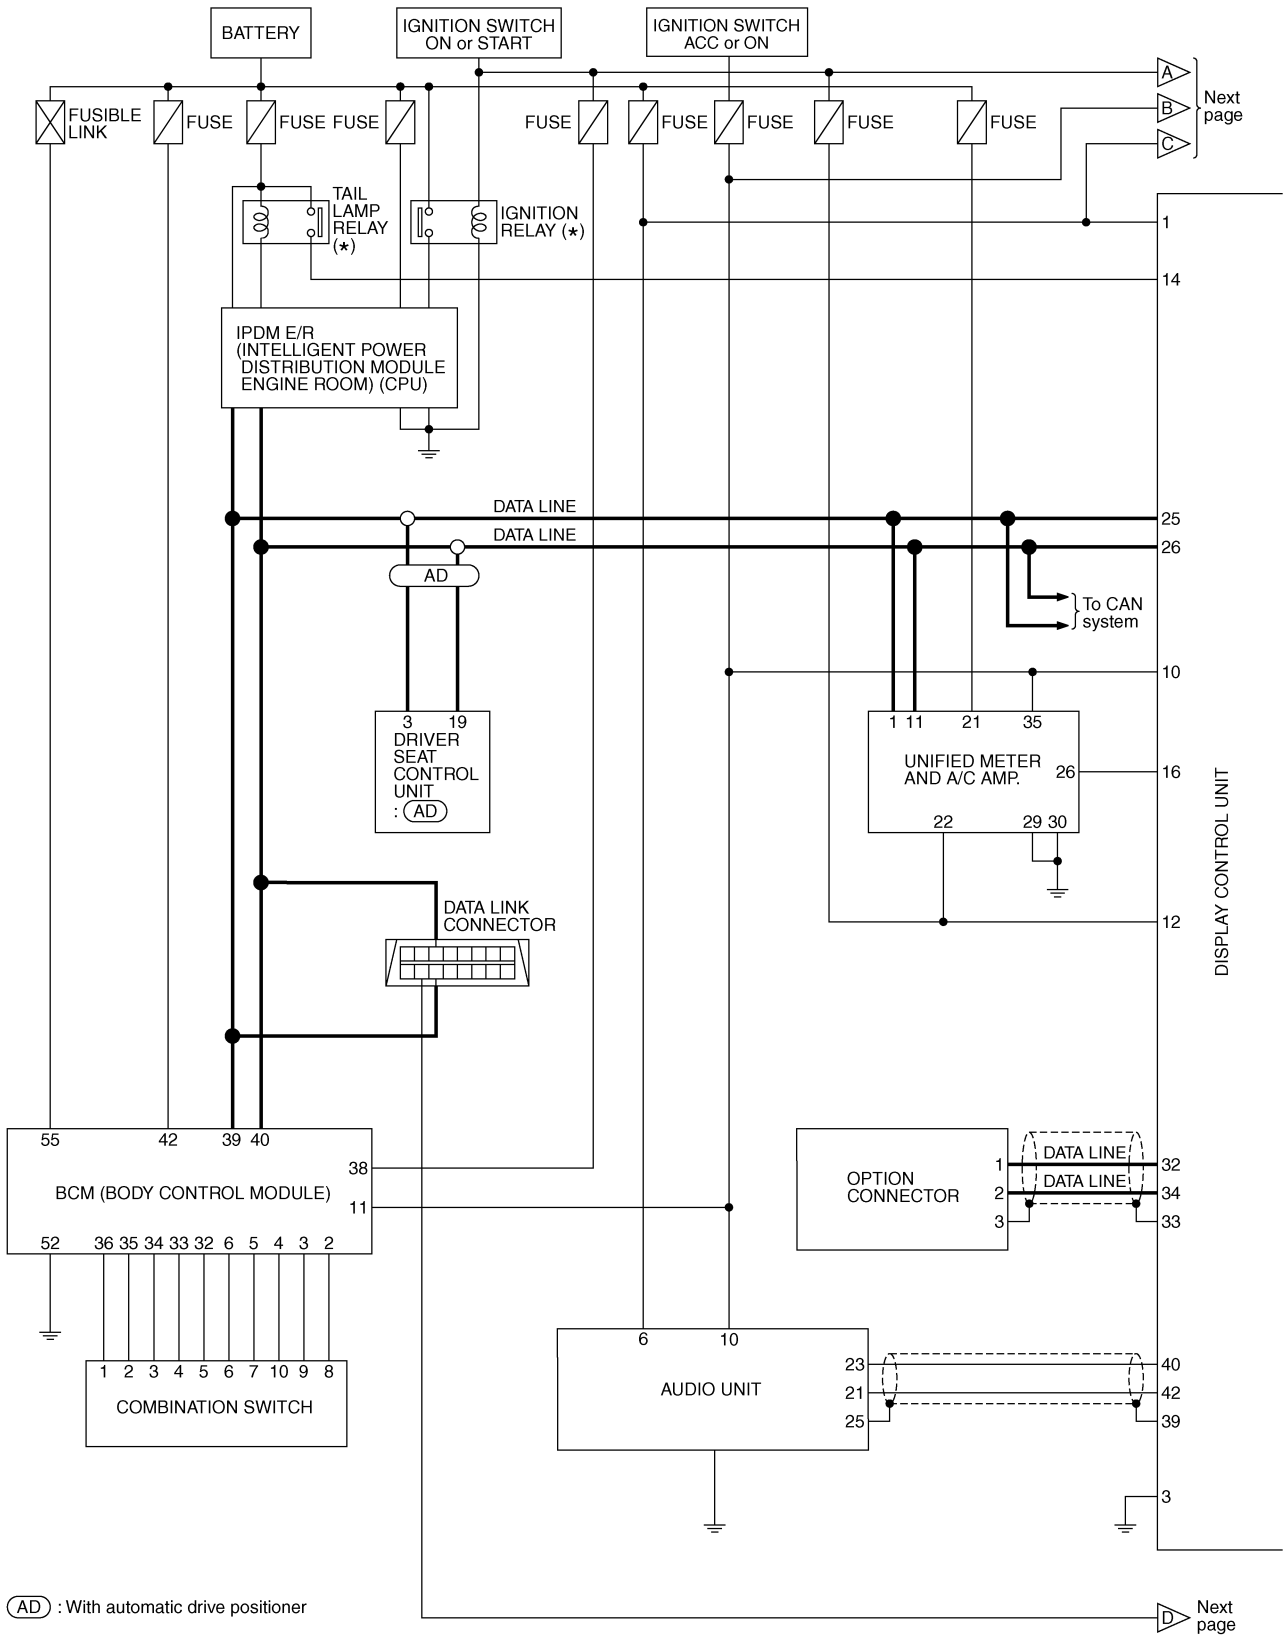 BATTERY
IGNITION SWITCH
ON or START
IGNITION SWITCH
ACC or ON
A
B
C
Next
page
FUSIBLE
LINK
FUSE
FUSE
FUSE
FUSE
FUSE
FUSE
FUSE
FUSE
TAIL
LAMP
RELAY
(*)
IGNITION
RELAY (*)
1
14
IPDM E/R
(INTELLIGENT POWER
DISTRIBUTION MODULE
ENGINE ROOM) (CPU)
DATA LINE
25
DATA LINE
26
AD
To CAN
system
10
3 19
DRIVER
SEAT
CONTROL
UNIT
: AD
1 11 21 35
UNIFIED METER
AND A/C AMP.
26
16
22 29 30
12
DISPLAY CONTROL UNIT
DATA LINK
CONNECTOR
55 42 39 40
38
BCM (BODY CONTROL MODULE)
11
52 36 35 34 33 32 6 5 4 3 2
OPTION
CONNECTOR
1 DATA LINE 32
2 DATA LINE 34
3 33
1 2 3 4 5 6 7 10 9 8
COMBINATION SWITCH
6 10
AUDIO UNIT
23 40
21 42
25 39
3
AD : With automatic drive positioner
D
Next
page